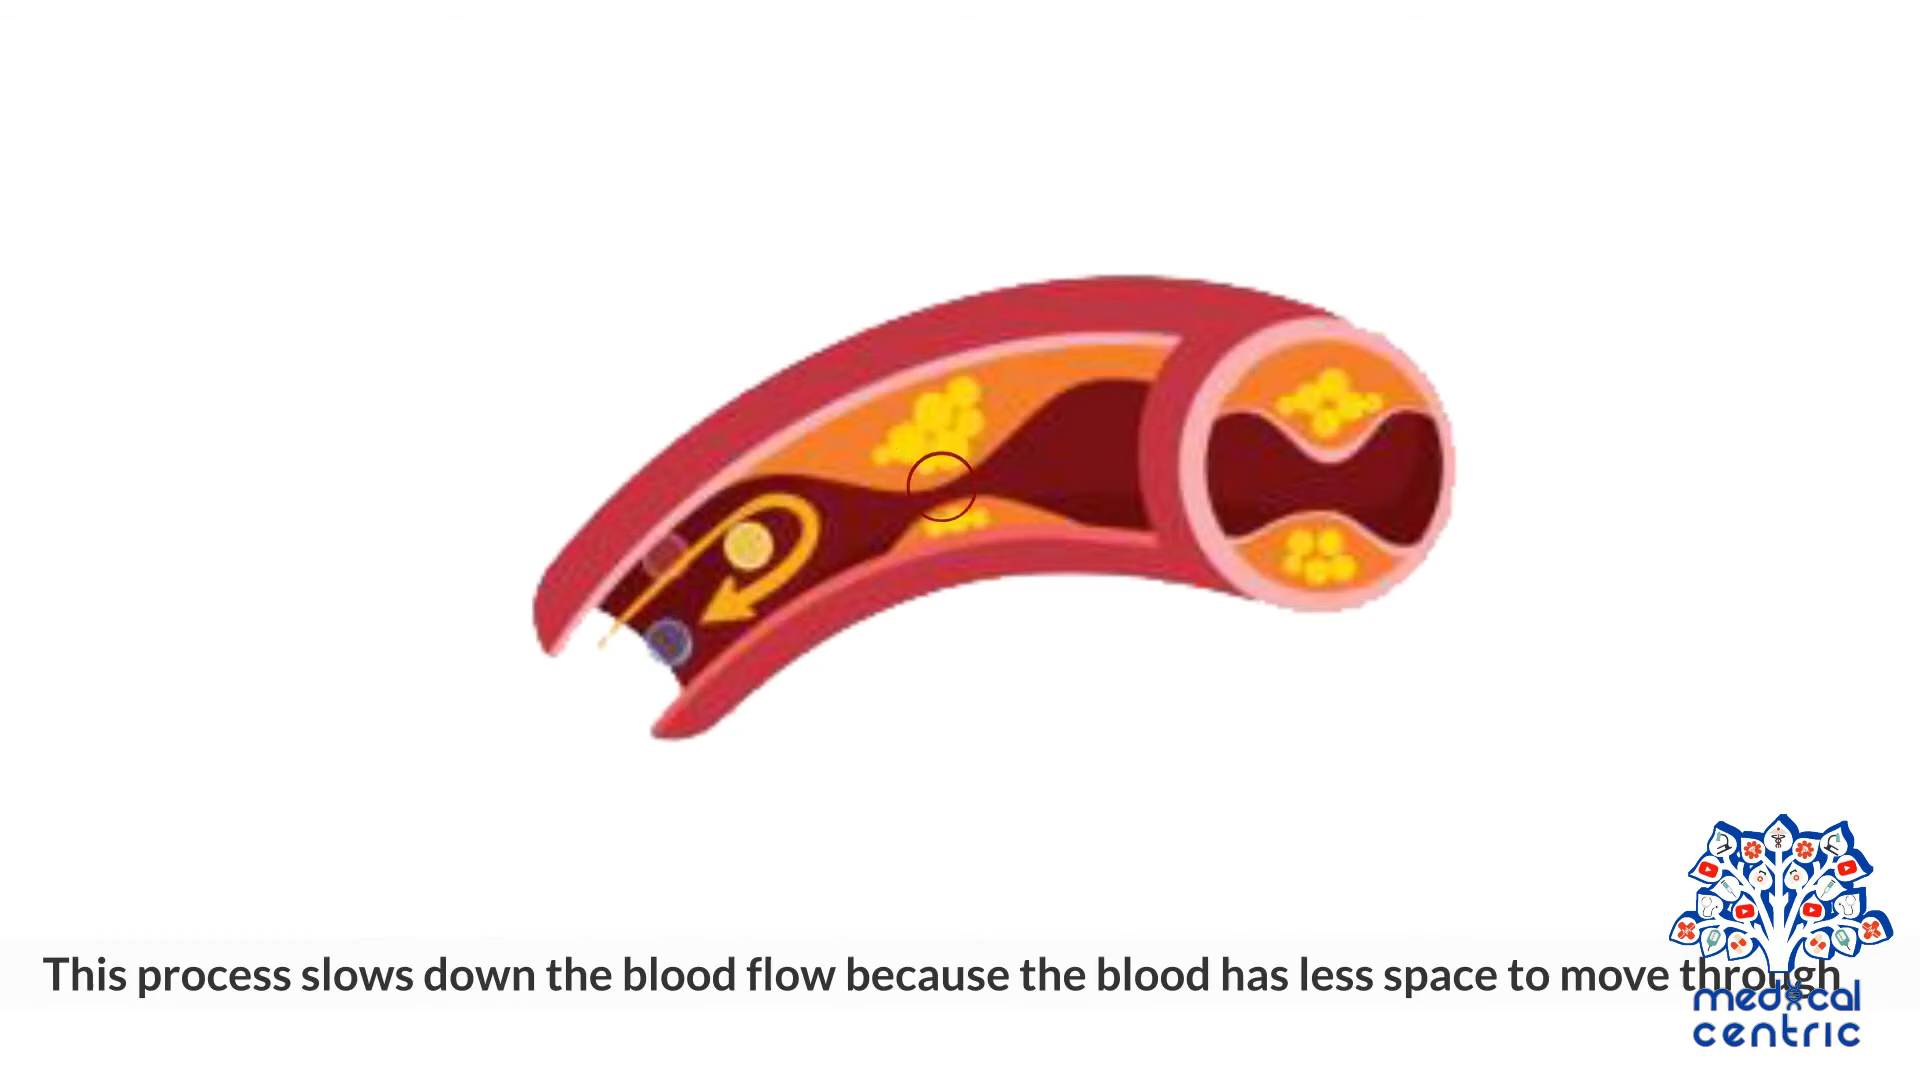 This process slows down the blood flow because the blood has less space to move through
medical
centric